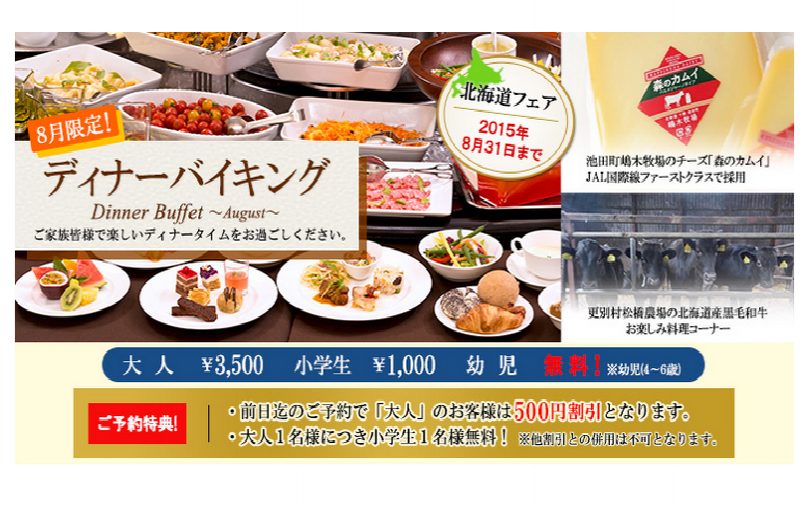 8月限定!
ディナーバイキング
Dinner Buffet ～August～
ご家族皆様で楽しいディナータイムをお過ごしください。
北海道フェア
2015年
8月31日まで
森のカムイ
嶋木牧場
池田町嶋木牧場のチーズ「森のカムイ」
JAL国際線ファーストクラスで採用
更別村松橋農場の北海道産黒毛和牛
お楽しみ料理コーナー
大人 ¥3,500 小学生 ¥1,000 幼児 無料! ※幼児(4～6歳)
ご予約特典!
・前日迄のご予約で「大人」のお客様は500円割引となります。
・大人1名様につき小学生1名様無料! ※他割引との併用は不可となります。